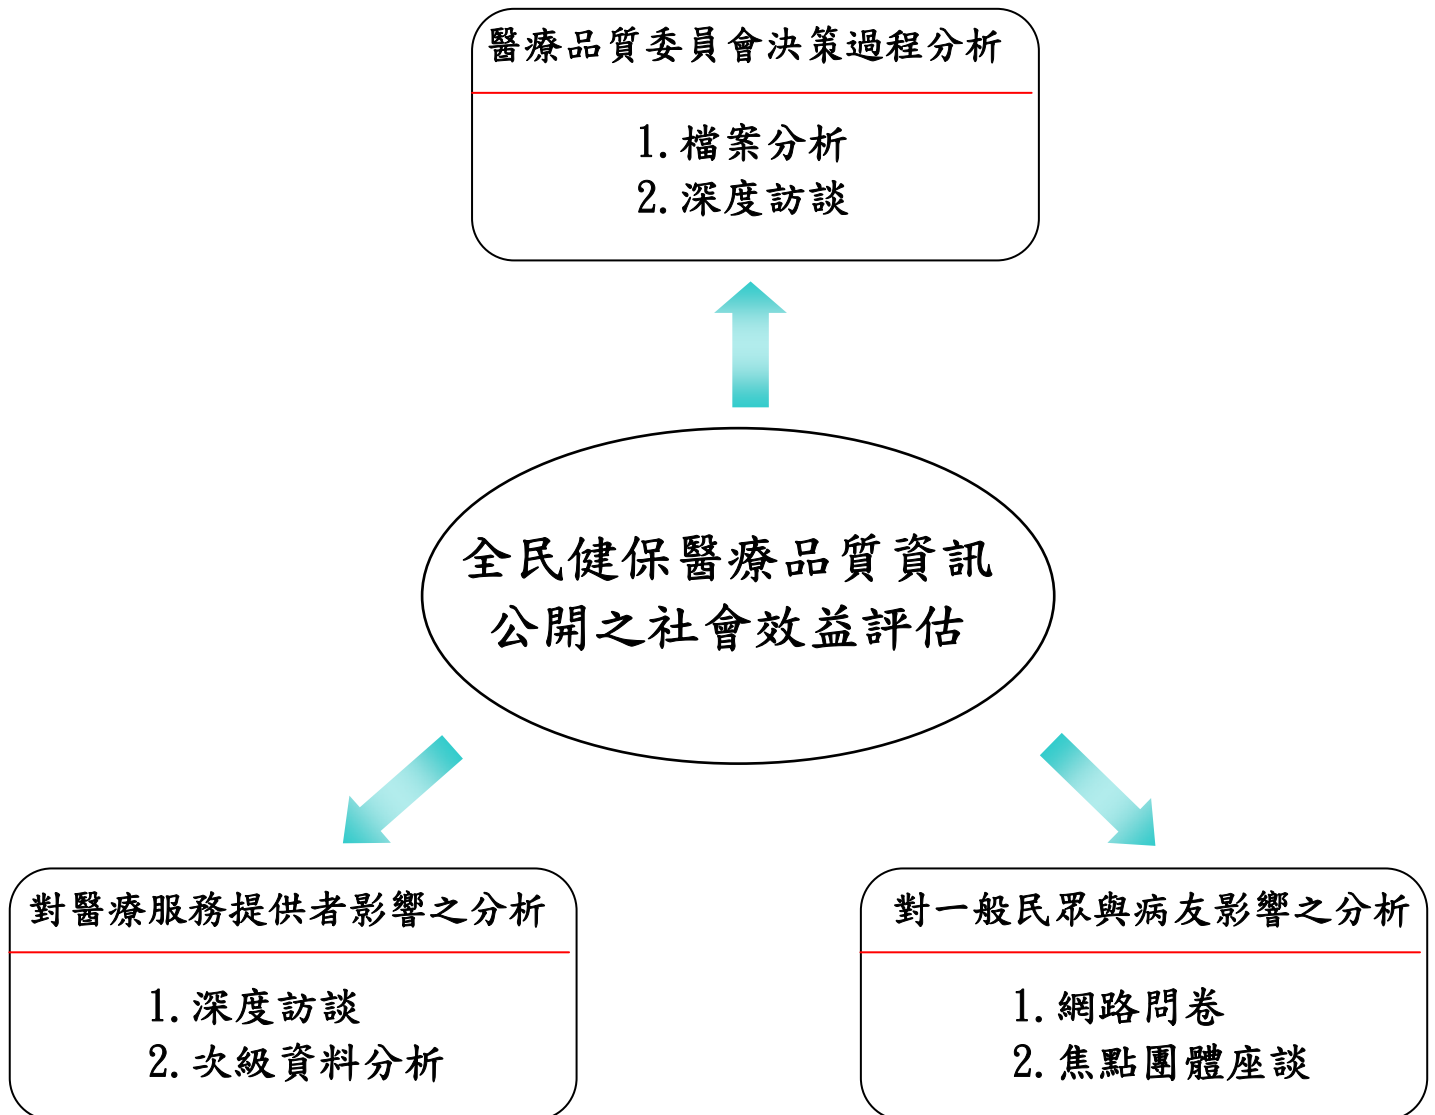 醫療品質委員會決策過程分析
1.檔案分析
2.深度訪談
全民健保醫療品質資訊
公開之社會效益評估
對醫療服務提供者影響之分析
1.深度訪談
2.次級資料分析
對一般民眾與病友影響之分析
1.網路問卷
2.焦點團體座談